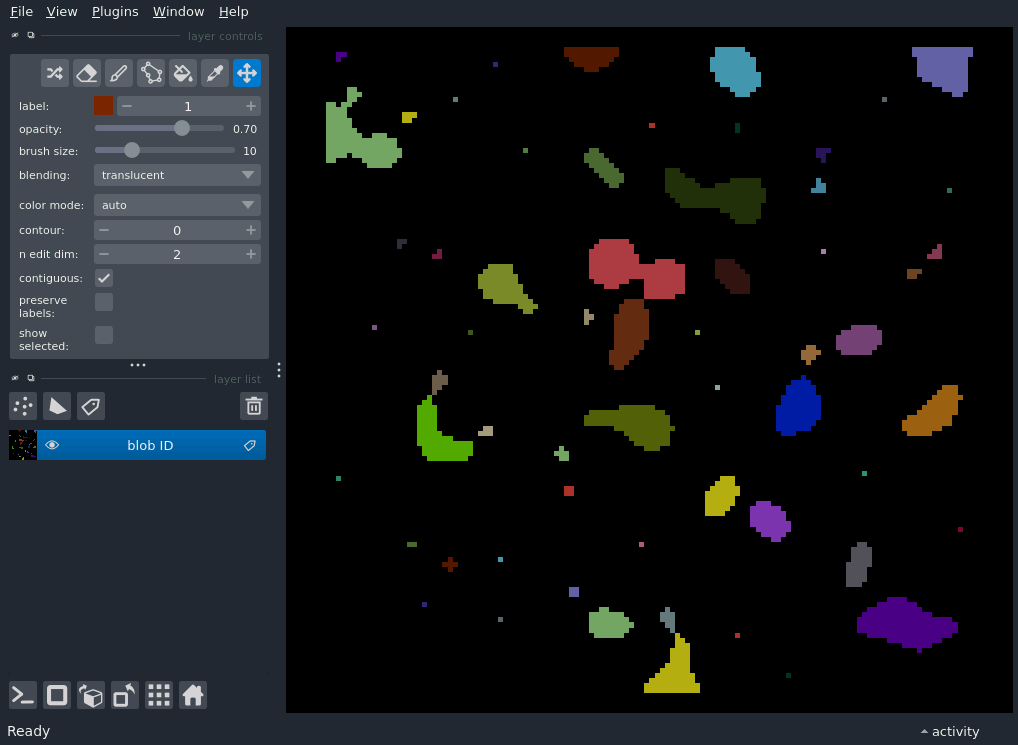 File View Plugins Window Help
layer controls
label: 1
opacity: 0.70
brush size: 10
blending: translucent
color mode: auto
contour: 0
n edit dim: 2
contiguous:
preserve
labels:
show
selected:
layer list
blob ID
Ready
activity